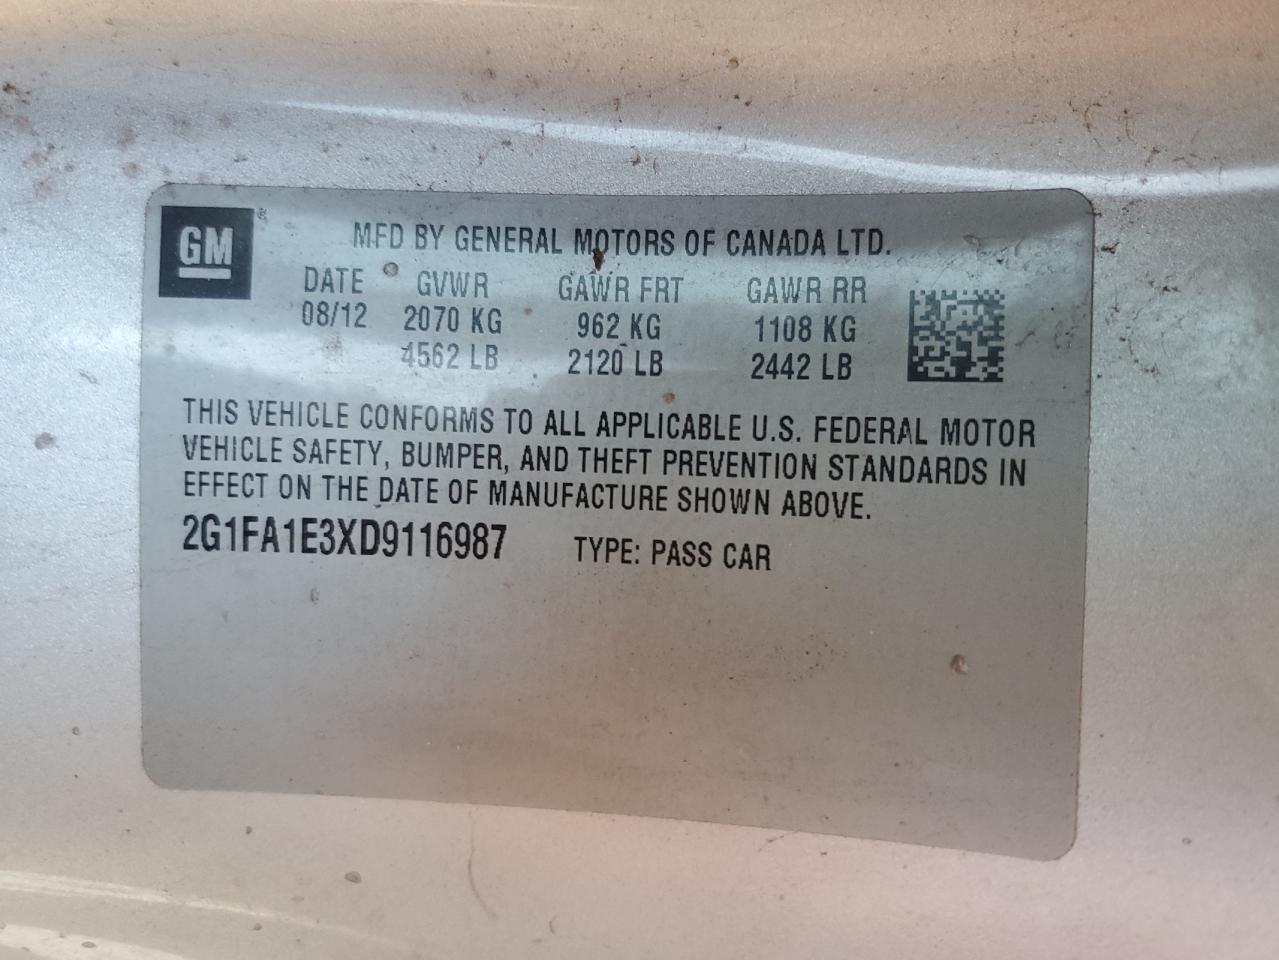 GM ®
MFD BY GENERAL MOTORS OF CANADA LTD.
DATE GVWR GAWR FRT GAWR RR
08/12 2070 KG 962 KG 1108 KG
4562 LB 2120 LB 2442 LB
THIS VEHICLE CONFORMS TO ALL APPLICABLE U.S. FEDERAL MOTOR
VEHICLE SAFETY, BUMPER, AND THEFT PREVENTION STANDARDS IN
EFFECT ON THE DATE OF MANUFACTURE SHOWN ABOVE.
2G1FA1E3XD9116987 TYPE: PASS CAR